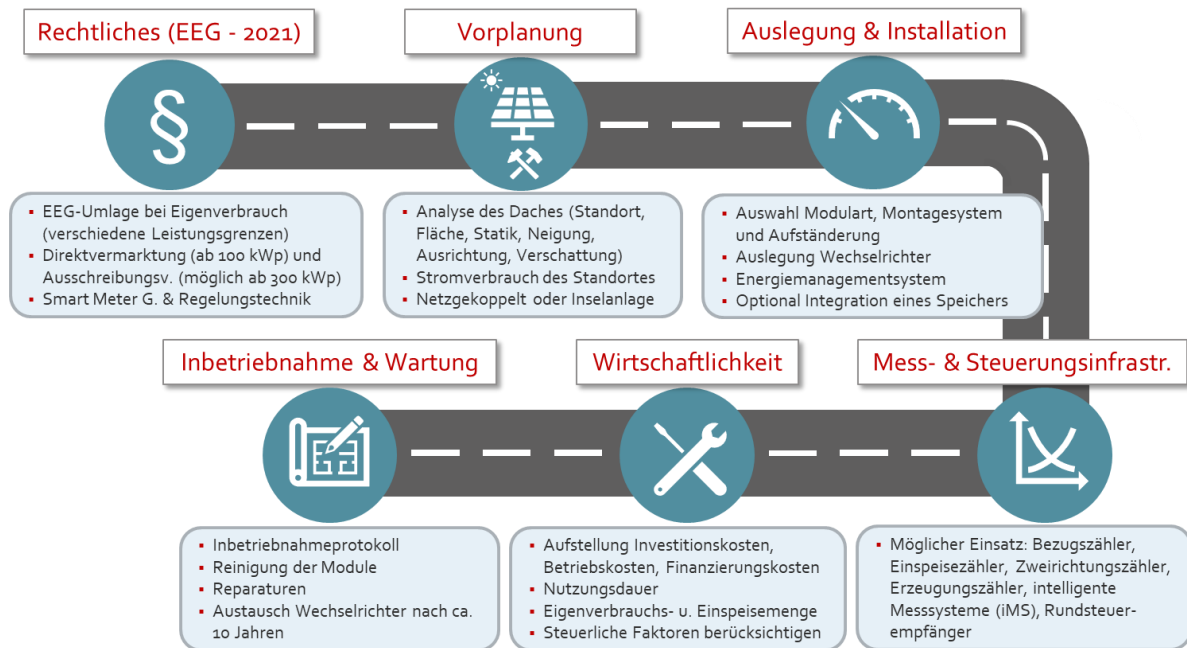 Rechtliches (EEG - 2021)
Vorplanung
Auslegung & Installation
§
▪ EEG-Umlage bei Eigenverbrauch
(verschiedene Leistungsgrenzen)
▪ Direktvermarktung (ab 100 kWp) und
Ausschreibungsv. (möglich ab 300 kWp)
▪ Smart Meter G. & Regelungstechnik
▪ Analyse des Daches (Standort,
Fläche, Statik, Neigung,
Ausrichtung, Verschattung)
▪ Stromverbrauch des Standortes
▪ Netzgekoppelt oder Inselanlage
▪ Auswahl Modulart, Montagesystem
und Aufständerung
▪ Auslegung Wechselrichter
▪ Energiemanagementsystem
▪ Optional Integration eines Speichers
Inbetriebnahme & Wartung
Wirtschaftlichkeit
Mess- & Steuerungsinfrastr.
▪ Inbetriebnahmeprotokoll
▪ Reinigung der Module
▪ Reparaturen
▪ Austausch Wechselrichter nach ca.
10 Jahren
▪ Aufstellung Investitionskosten,
Betriebskosten, Finanzierungskosten
▪ Nutzungsdauer
▪ Eigenverbrauchs- u. Einspeisemenge
▪ Steuerliche Faktoren berücksichtigen
▪ Möglicher Einsatz: Bezugszähler,
Einspeisezähler, Zweirichtungszähler,
Erzeugungszähler, intelligente
Messsysteme (iMS), Rundsteuer-
empfänger